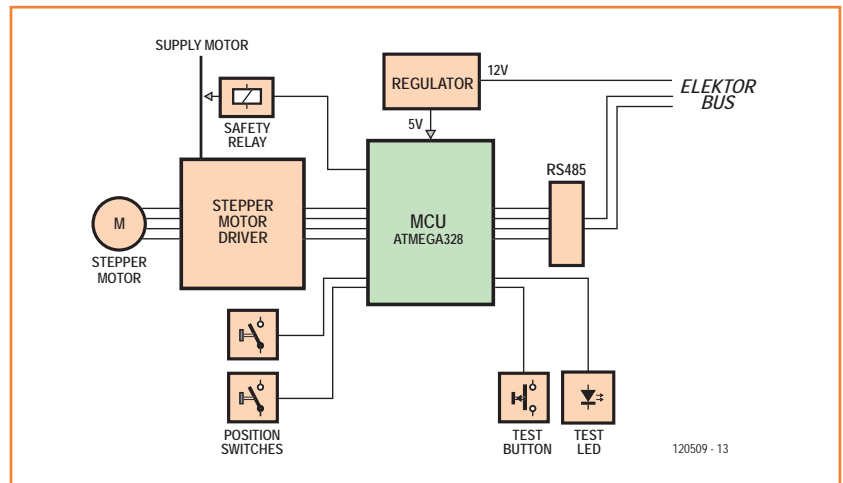 SUPPLY MOTOR
REGULATOR
12V
ELEKTOR
BUS
SAFETY
RELAY
5V
RS485
M
STEPPER
MOTOR
STEPPER
MOTOR
DRIVER
MCU
ATMEGA328
POSITION
SWITCHES
TEST
BUTTON
TEST
LED
120509 - 13